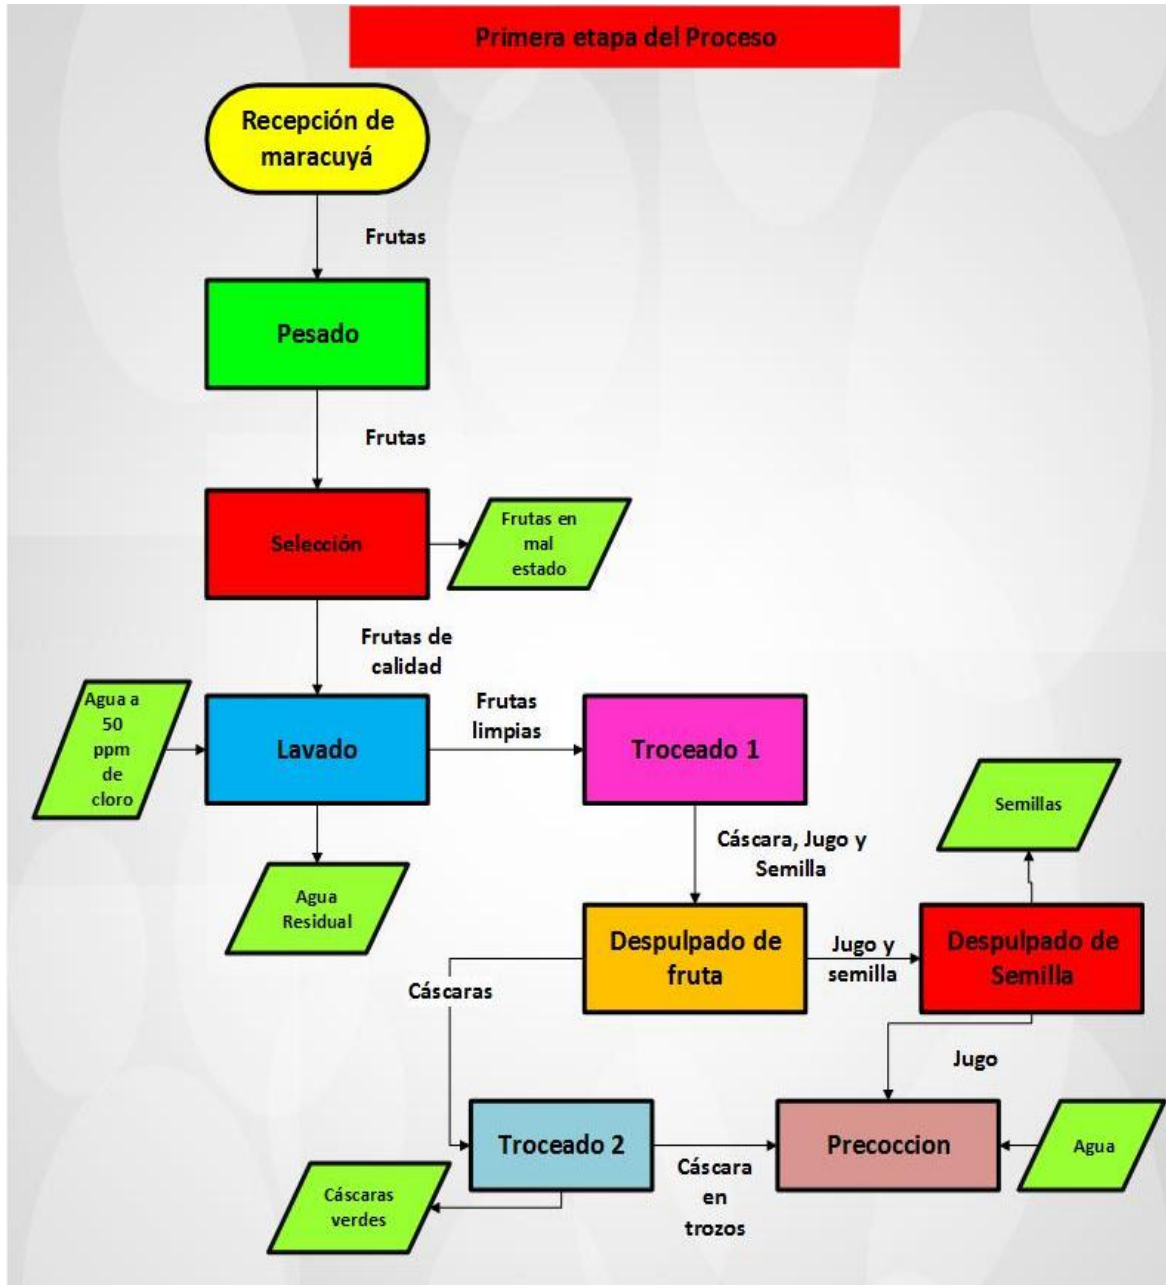 Primera etapa del Proceso
Recepción de
maracuyá
Frutas
Pesado
Frutas
Selección
Frutas en
mal
estado
Frutas de
calidad
Agua a
50
ppm
de
cloro
Lavado
Frutas
limpias
Troceado 1
Agua
Residual
Cáscara, Jugo y
Semilla
Semillas
Despulpado de
fruta
Jugo y
semilla
Despulpado de
Semilla
Cáscaras
Jugo
Troceado 2
Cáscara
en
trozos
Precoccion
Agua
Cáscaras
verdes